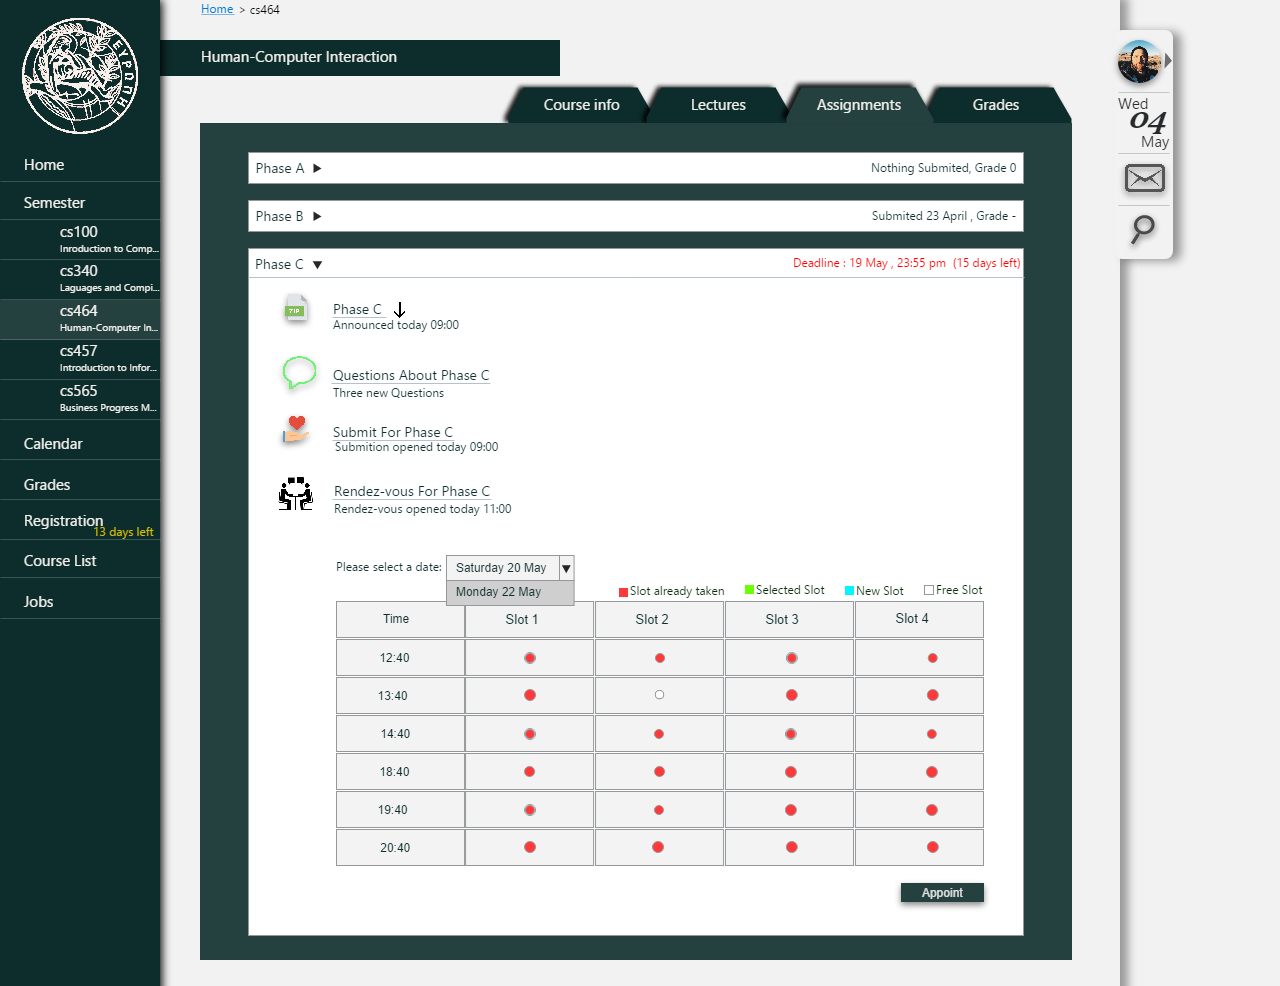 ΕΥΡΩΠΗ
Home > cs464
Human-Computer Interaction
Course info
Lectures
Assignments
Grades
Wed
04
May
Home
Semester
cs100
Inroduction to Comp...
cs340
Laguages and Compi...
cs464
Human-Computer In...
cs457
Introduction to Infor...
cs565
Business Progress M...
Calendar
Grades
Registration
13 days left
Course List
Jobs
Phase A
Nothing Submited, Grade 0
Phase B
Submited 23 April , Grade -
Phase C
Deadline : 19 May , 23:55 pm (15 days left)
ZIP
Phase C
Announced today 09:00
Questions About Phase C
Three new Questions
Submit For Phase C
Submition opened today 09:00
Rendez-vous For Phase C
Rendez-vous opened today 11:00
Please select a date: Saturday 20 May
Monday 22 May
Slot already taken Selected Slot New Slot Free Slot
Time Slot 1 Slot 2 Slot 3 Slot 4
12:40
13:40
14:40
18:40
19:40
20:40
Appoint